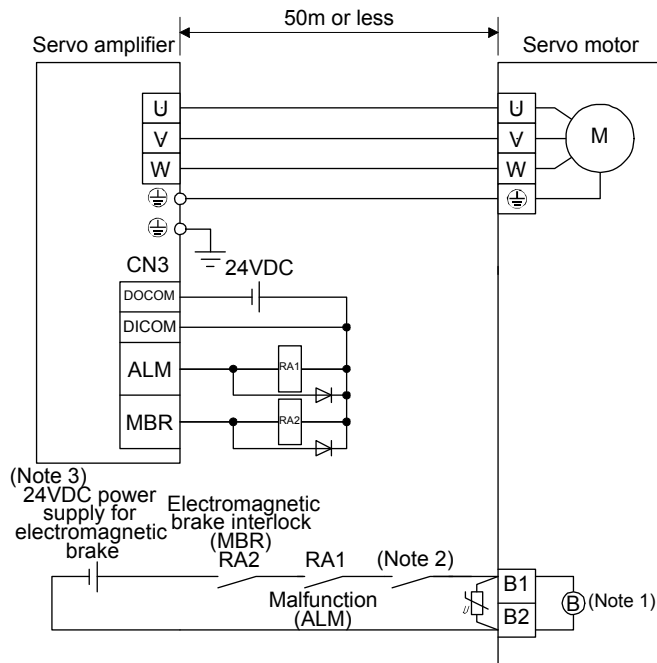 50m or less
Servo amplifier
Servo motor
U
V
W
U
V
W
M
CN3
24VDC
DOCOM
DICOM
ALM
MBR
RA1
RA2
(Note 3)
24VDC power
supply for
electromagnetic
brake
Electromagnetic
brake interlock
(MBR)
RA2
RA1
(Note 2)
Malfunction
(ALM)
U
B1
B2
B
(Note 1)